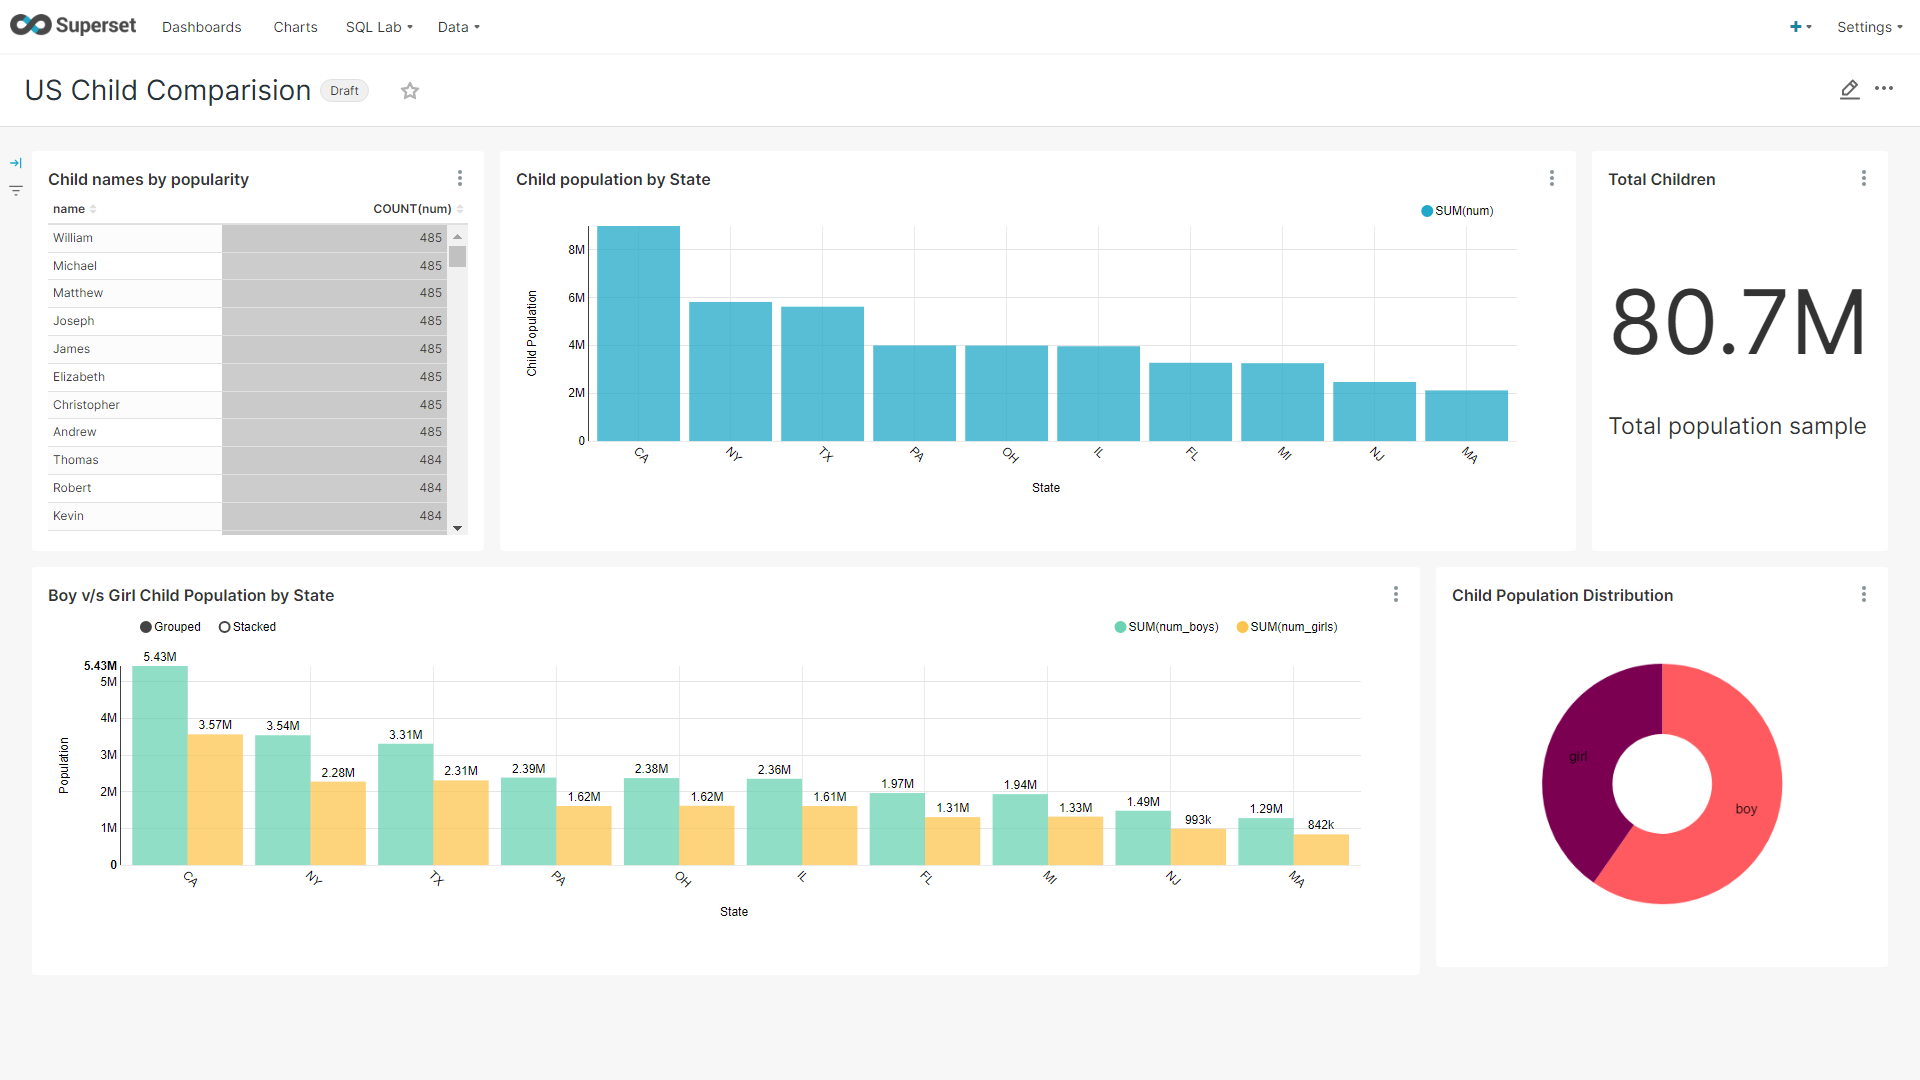 Superset Dashboards Charts SQL Lab Data + Settings
US Child Comparision Draft
Child names by popularity
name COUNT(num)
William 485
Michael 485
Matthew 485
Joseph 485
James 485
Elizabeth 485
Christopher 485
Andrew 485
Thomas 484
Robert 484
Kevin 484
Child population by State
SUM(num)
Child Population
8M
6M
4M
2M
0
CA NY TX PA OH IL FL MI NJ MA
State
Total Children
80.7M
Total population sample
Boy v/s Girl Child Population by State
Grouped Stacked SUM(num_boys) SUM(num_girls)
Population
5.43M
5M
4M
3M
2M
1M
0
5.43M 3.57M 3.54M 2.28M 3.31M 2.31M 2.39M 1.62M 2.38M 1.62M 2.36M 1.61M 1.97M 1.31M 1.94M 1.33M 1.49M 993k 1.29M 842k
CA NY TX PA OH IL FL MI NJ MA
State
Child Population Distribution
girl
boy